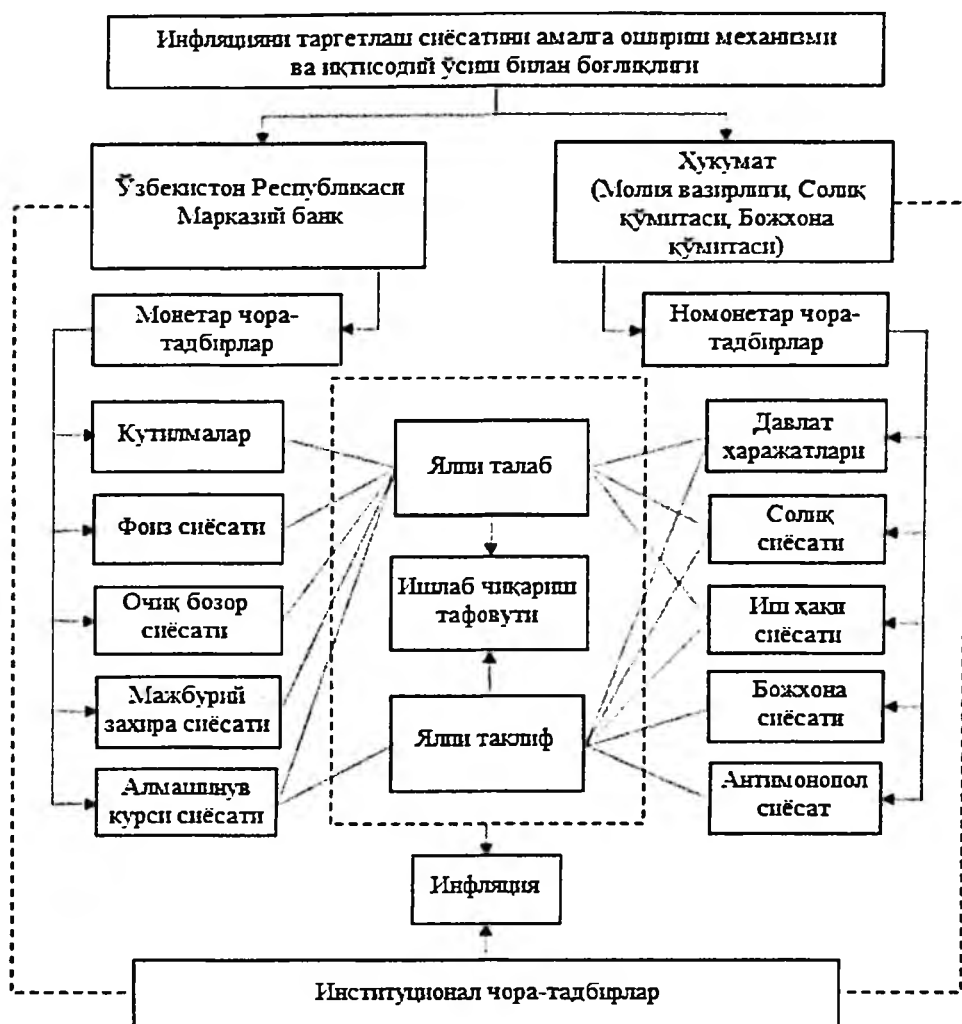 Инфляцияни таргетлаш сиёсатини амалга ошириш механизми
ва иқтисодий ўсиш билан боғлиқлиги
Ўзбекистон Республикаси
Марказий банк
Ҳукумат
(Молия вазирлиги, Солиқ
қўмитаси, Божхона
қўмитаси)
Монетар чора-
тадбирлар
Номонетар чора-
тадбирлар
Кутилмалар
Фоиз сиёсати
Очиқ бозор
сиёсати
Мажбурий
захира сиёсати
Алмашинув
курси сиёсати
Ялпи талаб
Ишлаб чиқариш
тафовути
Ялпи таклиф
Давлат
ҳаражатлари
Солиқ
сиёсати
Иш ҳақи
сиёсати
Божхона
сиёсати
Антимонопол
сиёсат
Инфляция
Институционал чора-тадбирлар